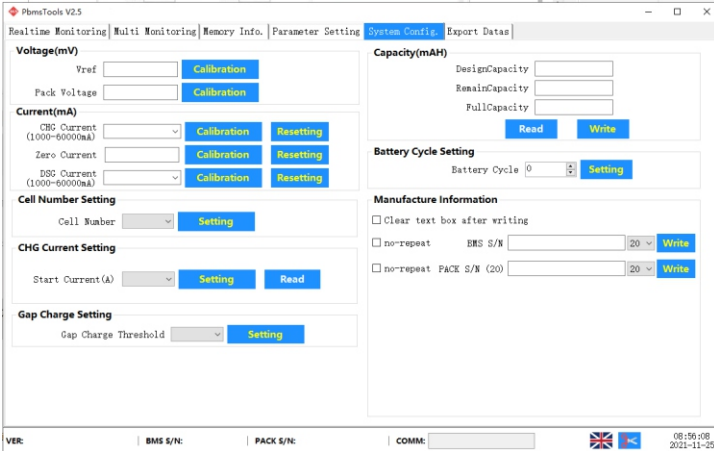 PbmsTools V2.5
Realtime Monitoring Multi Monitoring Memory Info. Parameter Setting System Config. Export Datas
Voltage(mV)
Vref Calibration
Pack Voltage Calibration
Current(mA)
CHG Current
(1000-60000mA) Calibration Resetting
Zero Current Calibration Resetting
DSG Current
(1000-60000mA) Calibration Resetting
Cell Number Setting
Cell Number Setting
CHG Current Setting
Start Current(A) Setting Read
Gap Charge Setting
Gap Charge Threshold Setting
Capacity(mAH)
DesignCapacity
RemainCapacity
FullCapacity
Read Write
Battery Cycle Setting
Battery Cycle 0 Setting
Manufacture Information
Clear text box after writing
no-repeat BMS S/N 20 Write
no-repeat PACK S/N (20) 20 Write
VER: BMS S/N: PACK S/N: COMM:
08:56:08
2021-11-25